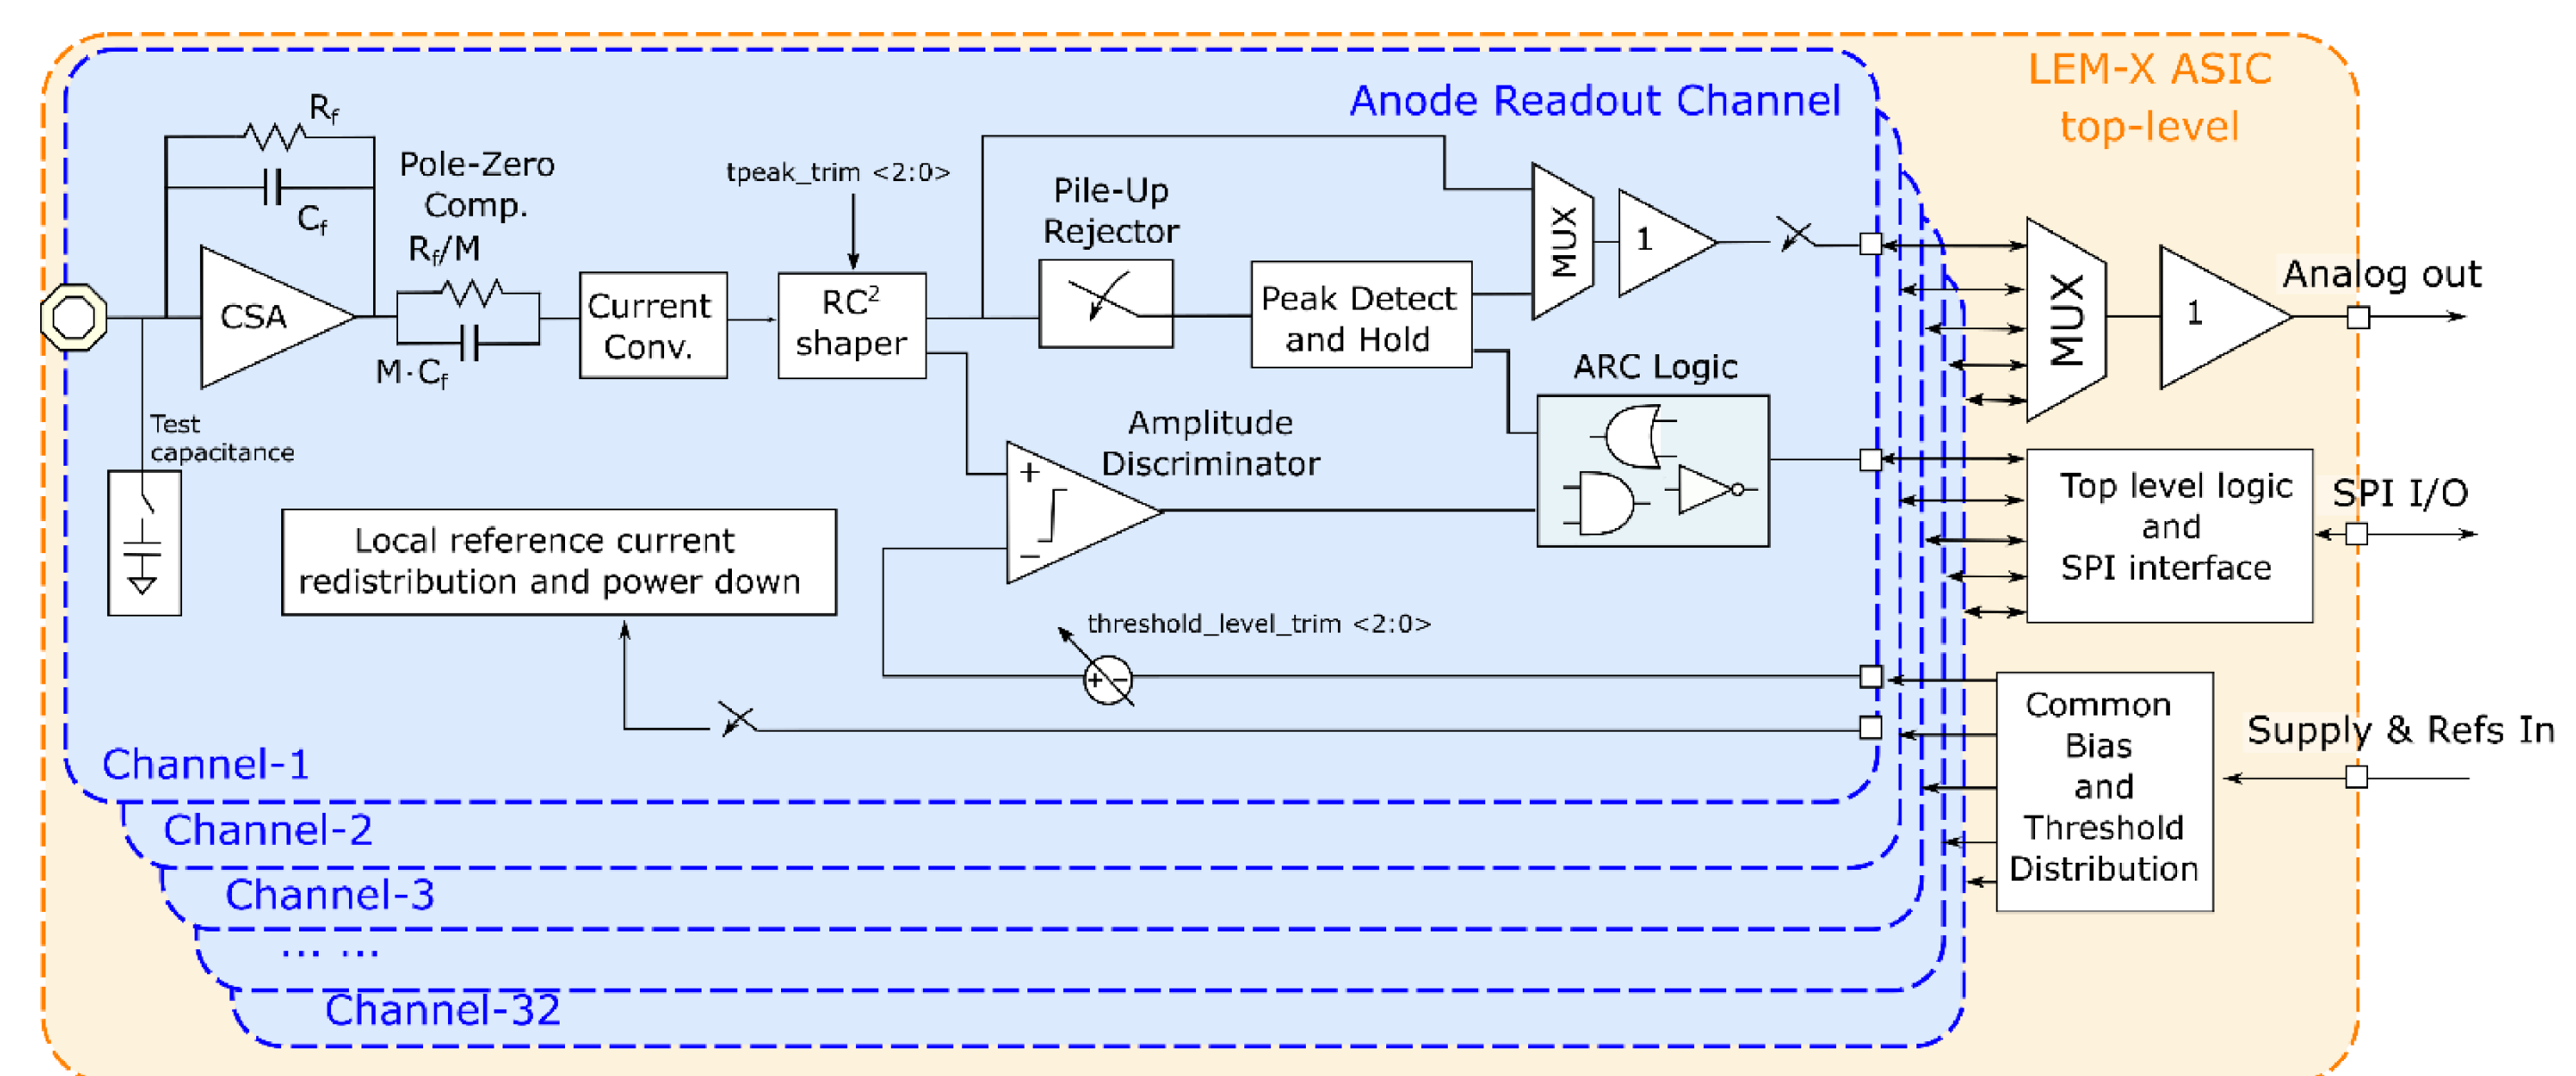 LEM-X ASIC
top-level
Anode Readout Channel
Rf
Cf
Pole-Zero
Comp.
Rf/M
M·Cf
CSA
Test
capacitance
Current
Conv.
tpeak_trim <2:0>
RC²
shaper
Pile-Up
Rejector
Peak Detect
and Hold
MUX
1
ARC Logic
Amplitude
Discriminator
+
−
Local reference current
redistribution and power down
threshold_level_trim <2:0>
+ −
Channel-1
Channel-2
Channel-3
... ...
Channel-32
MUX
1
Analog out
Top level logic
and
SPI interface
SPI I/O
Common
Bias
and
Threshold
Distribution
Supply & Refs In